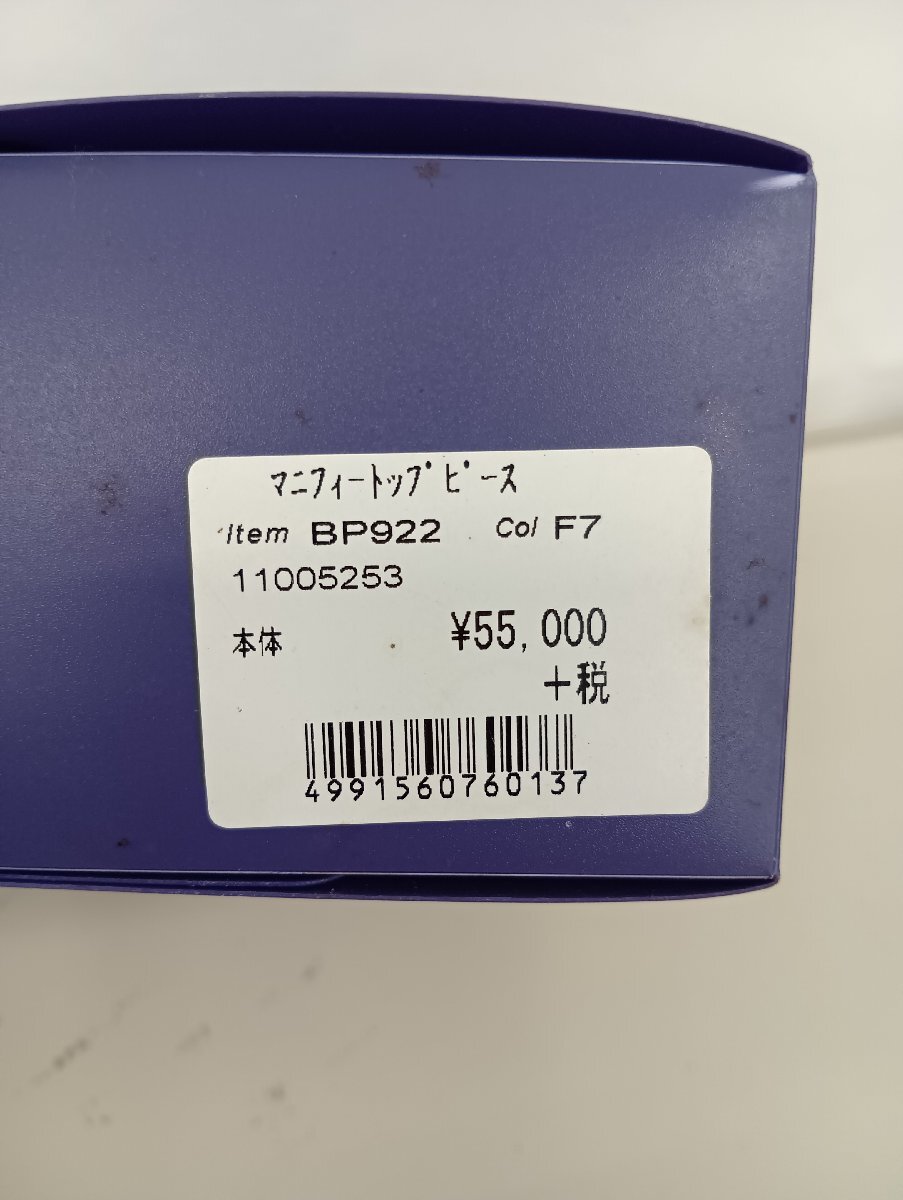 マニフィートップピース
Item BP922 Col F7
11005253
本体 ¥55,000
+税
4991560760137